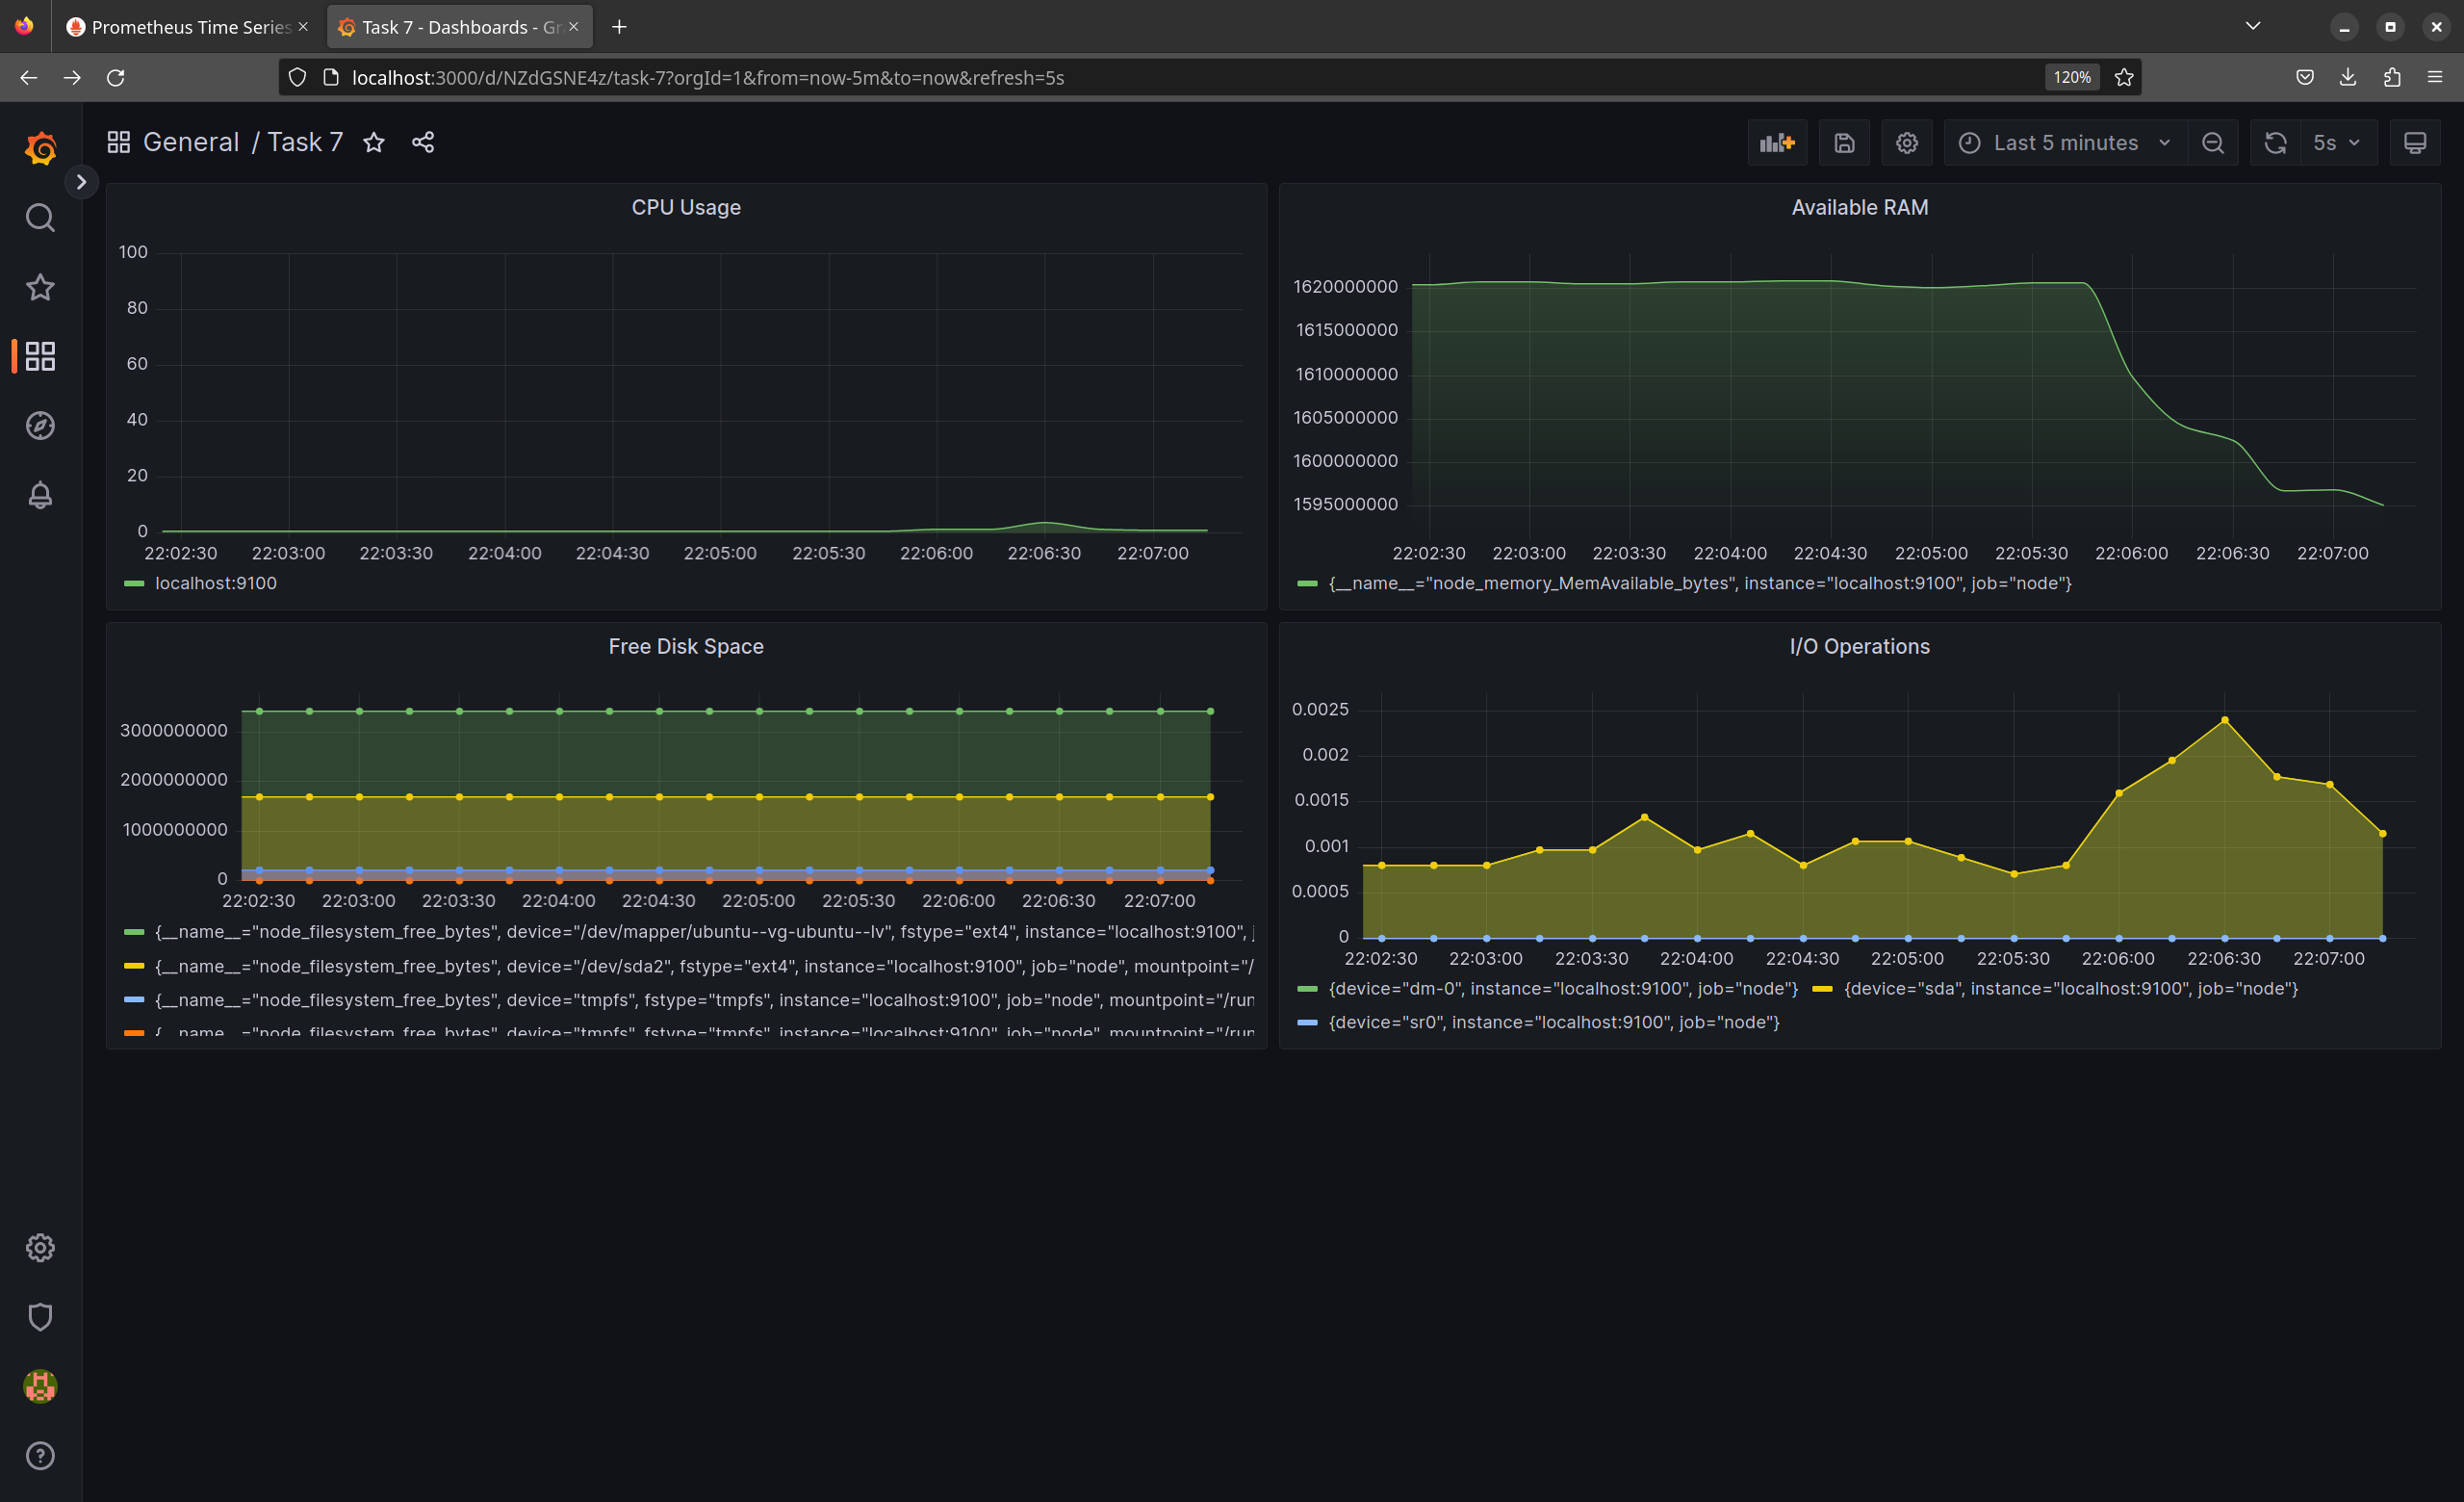 Prometheus Time Series
Task 7 - Dashboards - Gr
localhost:3000/d/NZdGSNE4z/task-7?orgId=1&from=now-5m&to=now&refresh=5s
120%
General / Task 7
Last 5 minutes
5s
CPU Usage
100
80
60
40
20
0
22:02:30 22:03:00 22:03:30 22:04:00 22:04:30 22:05:00 22:05:30 22:06:00 22:06:30 22:07:00
localhost:9100
Available RAM
1620000000
1615000000
1610000000
1605000000
1600000000
1595000000
22:02:30 22:03:00 22:03:30 22:04:00 22:04:30 22:05:00 22:05:30 22:06:00 22:06:30 22:07:00
{__name__="node_memory_MemAvailable_bytes", instance="localhost:9100", job="node"}
Free Disk Space
3000000000
2000000000
1000000000
0
22:02:30 22:03:00 22:03:30 22:04:00 22:04:30 22:05:00 22:05:30 22:06:00 22:06:30 22:07:00
{__name__="node_filesystem_free_bytes", device="/dev/mapper/ubuntu--vg-ubuntu--lv", fstype="ext4", instance="localhost:9100", j
{__name__="node_filesystem_free_bytes", device="/dev/sda2", fstype="ext4", instance="localhost:9100", job="node", mountpoint="/
{__name__="node_filesystem_free_bytes", device="tmpfs", fstype="tmpfs", instance="localhost:9100", job="node", mountpoint="/run
{__name__="node_filesystem_free_bytes", device="tmpfs", fstype="tmpfs", instance="localhost:9100", job="node", mountpoint="/run
I/O Operations
0.0025
0.002
0.0015
0.001
0.0005
0
22:02:30 22:03:00 22:03:30 22:04:00 22:04:30 22:05:00 22:05:30 22:06:00 22:06:30 22:07:00
{device="dm-0", instance="localhost:9100", job="node"} {device="sda", instance="localhost:9100", job="node"}
{device="sr0", instance="localhost:9100", job="node"}